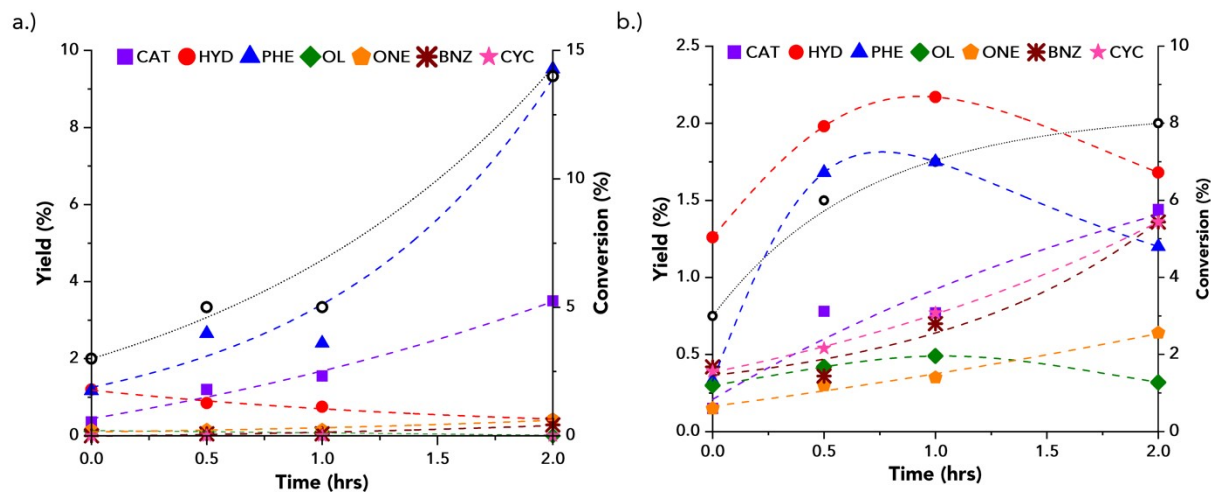 a.)
CAT HYD PHE OL ONE BNZ CYC
Yield (%)
10
8
6
4
2
0
Conversion (%)
15
10
5
0
0.0 0.5 1.0 1.5 2.0
Time (hrs)
b.)
CAT HYD PHE OL ONE BNZ CYC
Yield (%)
2.5
2.0
1.5
1.0
0.5
0.0
Conversion (%)
10
8
6
4
2
0
0.0 0.5 1.0 1.5 2.0
Time (hrs)